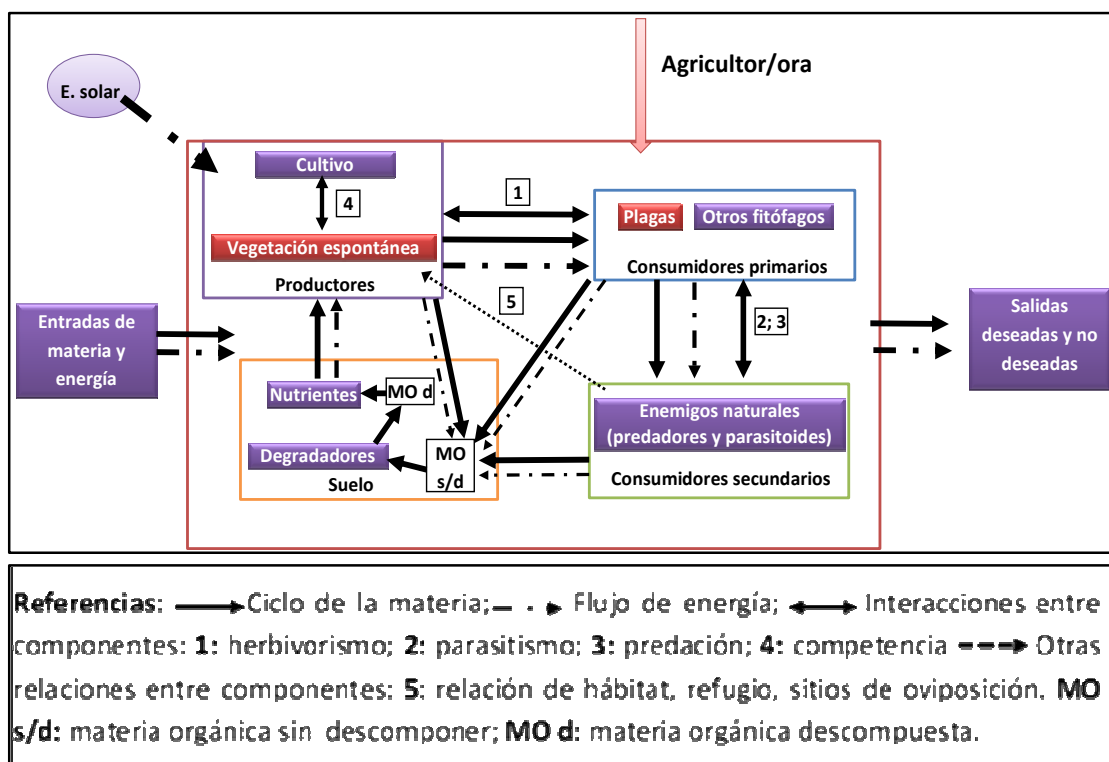 Agricultor/ora
E. solar
Cultivo
4
1
Plagas
Otros fitófagos
Vegetación espontánea
Productores
Consumidores primarios
5
2; 3
Entradas de
materia y
energía
Salidas
deseadas y no
deseadas
Nutrientes
MO d
Degradadores
MO
s/d
Suelo
Enemigos naturales
(predadores y parasitoides)
Consumidores secundarios
Referencias: Ciclo de la materia; Flujo de energía; Interacciones entre
componentes: 1: herbivorismo; 2: parasitismo; 3: predación; 4: competencia Otras
relaciones entre componentes: 5: relación de hábitat, refugio, sitios de oviposición. MO
s/d: materia orgánica sin descomponer; MO d: materia orgánica descompuesta.